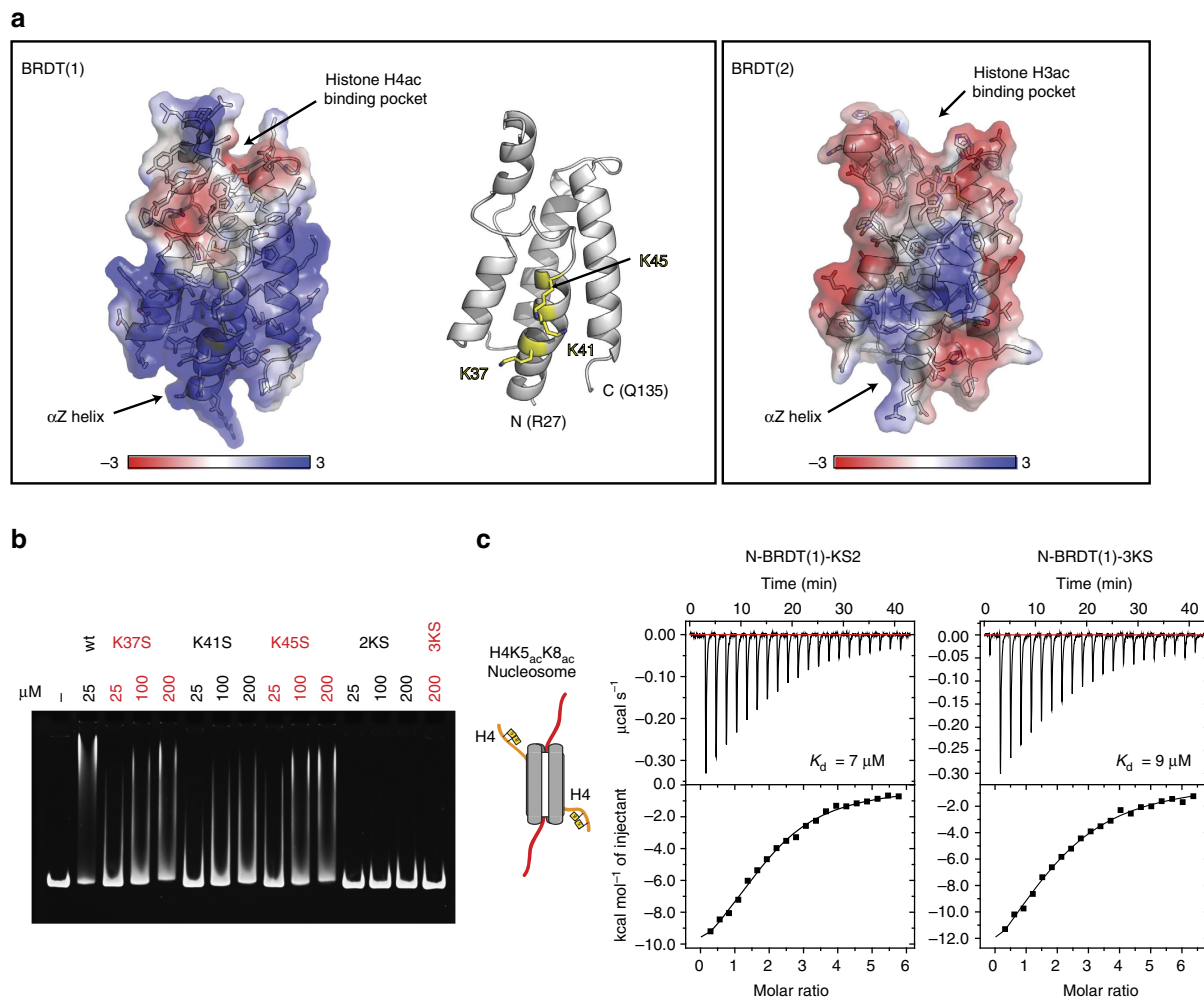 a
BRDT(1)
Histone H4ac
binding pocket
αZ helix
–3
3
K45
K41
K37
C (Q135)
N (R27)
BRDT(2)
Histone H3ac
binding pocket
αZ helix
–3
3
b
wt K37S K41S K45S 2KS 3KS
μM – 25 25 100 200 25 100 200 25 100 200 25 100 200 200
c
H4K5acK8ac
Nucleosome
H4
H4
N-BRDT(1)-KS2
Time (min)
0 10 20 30 40
0.00
–0.10
–0.20
–0.30
μcal s–1
Kd = 7 μM
0.0
–2.0
–4.0
–6.0
–8.0
–10.0
kcal mol–1 of injectant
0 1 2 3 4 5 6
Molar ratio
N-BRDT(1)-3KS
Time (min)
0 10 20 30 40
0.00
–0.05
–0.10
–0.15
–0.20
–0.25
–0.30
Kd = 9 μM
–2.0
–4.0
–6.0
–8.0
–10.0
–12.0
0 1 2 3 4 5 6
Molar ratio